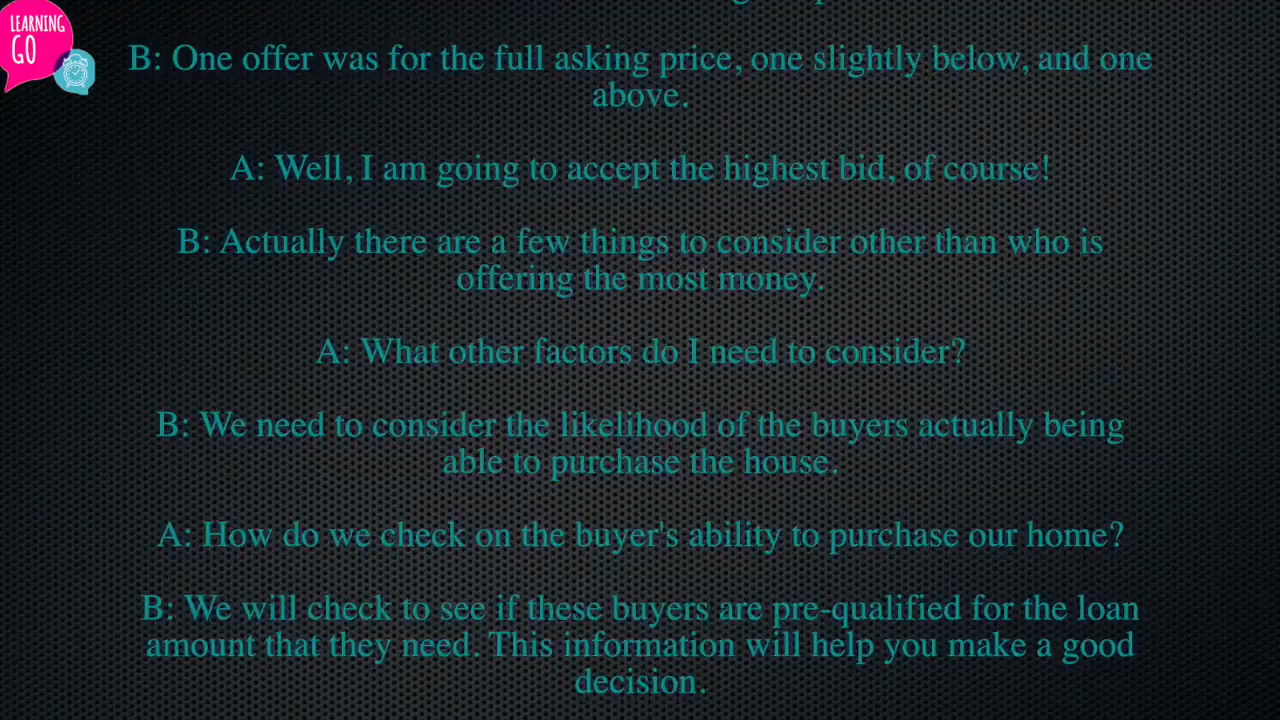 LEARNING
GO
B: One offer was for the full asking price, one slightly below, and one
above.
A: Well, I am going to accept the highest bid, of course!
B: Actually there are a few things to consider other than who is
offering the most money.
A: What other factors do I need to consider?
B: We need to consider the likelihood of the buyers actually being
able to purchase the house.
A: How do we check on the buyer's ability to purchase our home?
B: We will check to see if these buyers are pre-qualified for the loan
amount that they need. This information will help you make a good
decision.